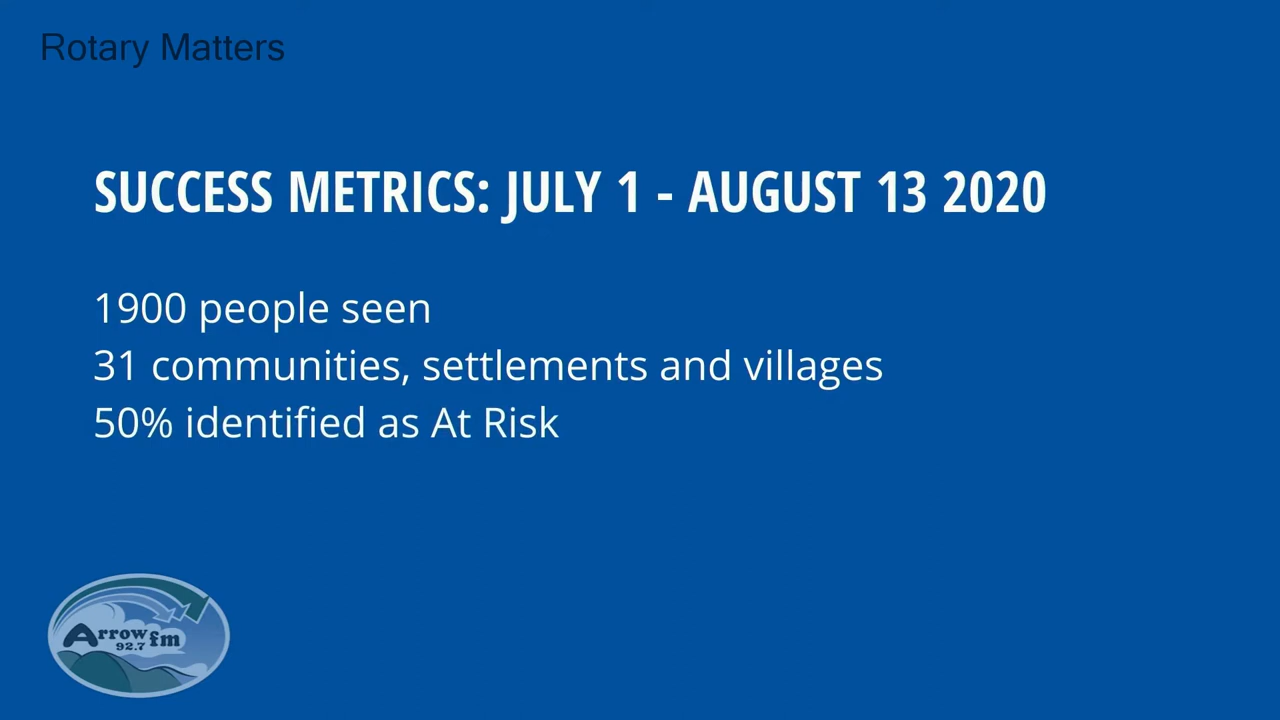 Rotary Matters
SUCCESS METRICS: JULY 1 - AUGUST 13 2020
1900 people seen
31 communities, settlements and villages
50% identified as At Risk
Arrow fm
92.7